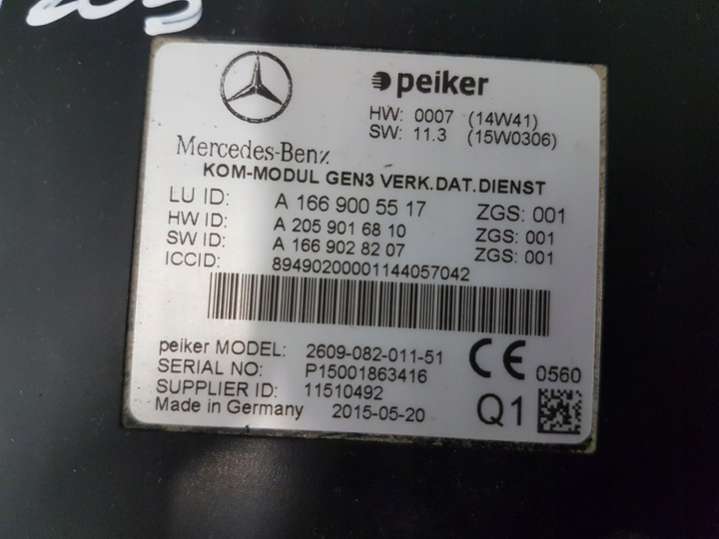 peiker
HW: 0007 (14W41)
SW: 11.3 (15W0306)
Mercedes-Benz
KOM-MODUL GEN3 VERK.DAT.DIENST
LU ID: A 166 900 55 17 ZGS: 001
HW ID: A 205 901 68 10 ZGS: 001
SW ID: A 166 902 82 07 ZGS: 001
ICCID: 89490200001144057042
peiker MODEL: 2609-082-011-51
SERIAL NO: P15001863416
SUPPLIER ID: 11510492
Made in Germany 2015-05-20
CE 0560
Q1